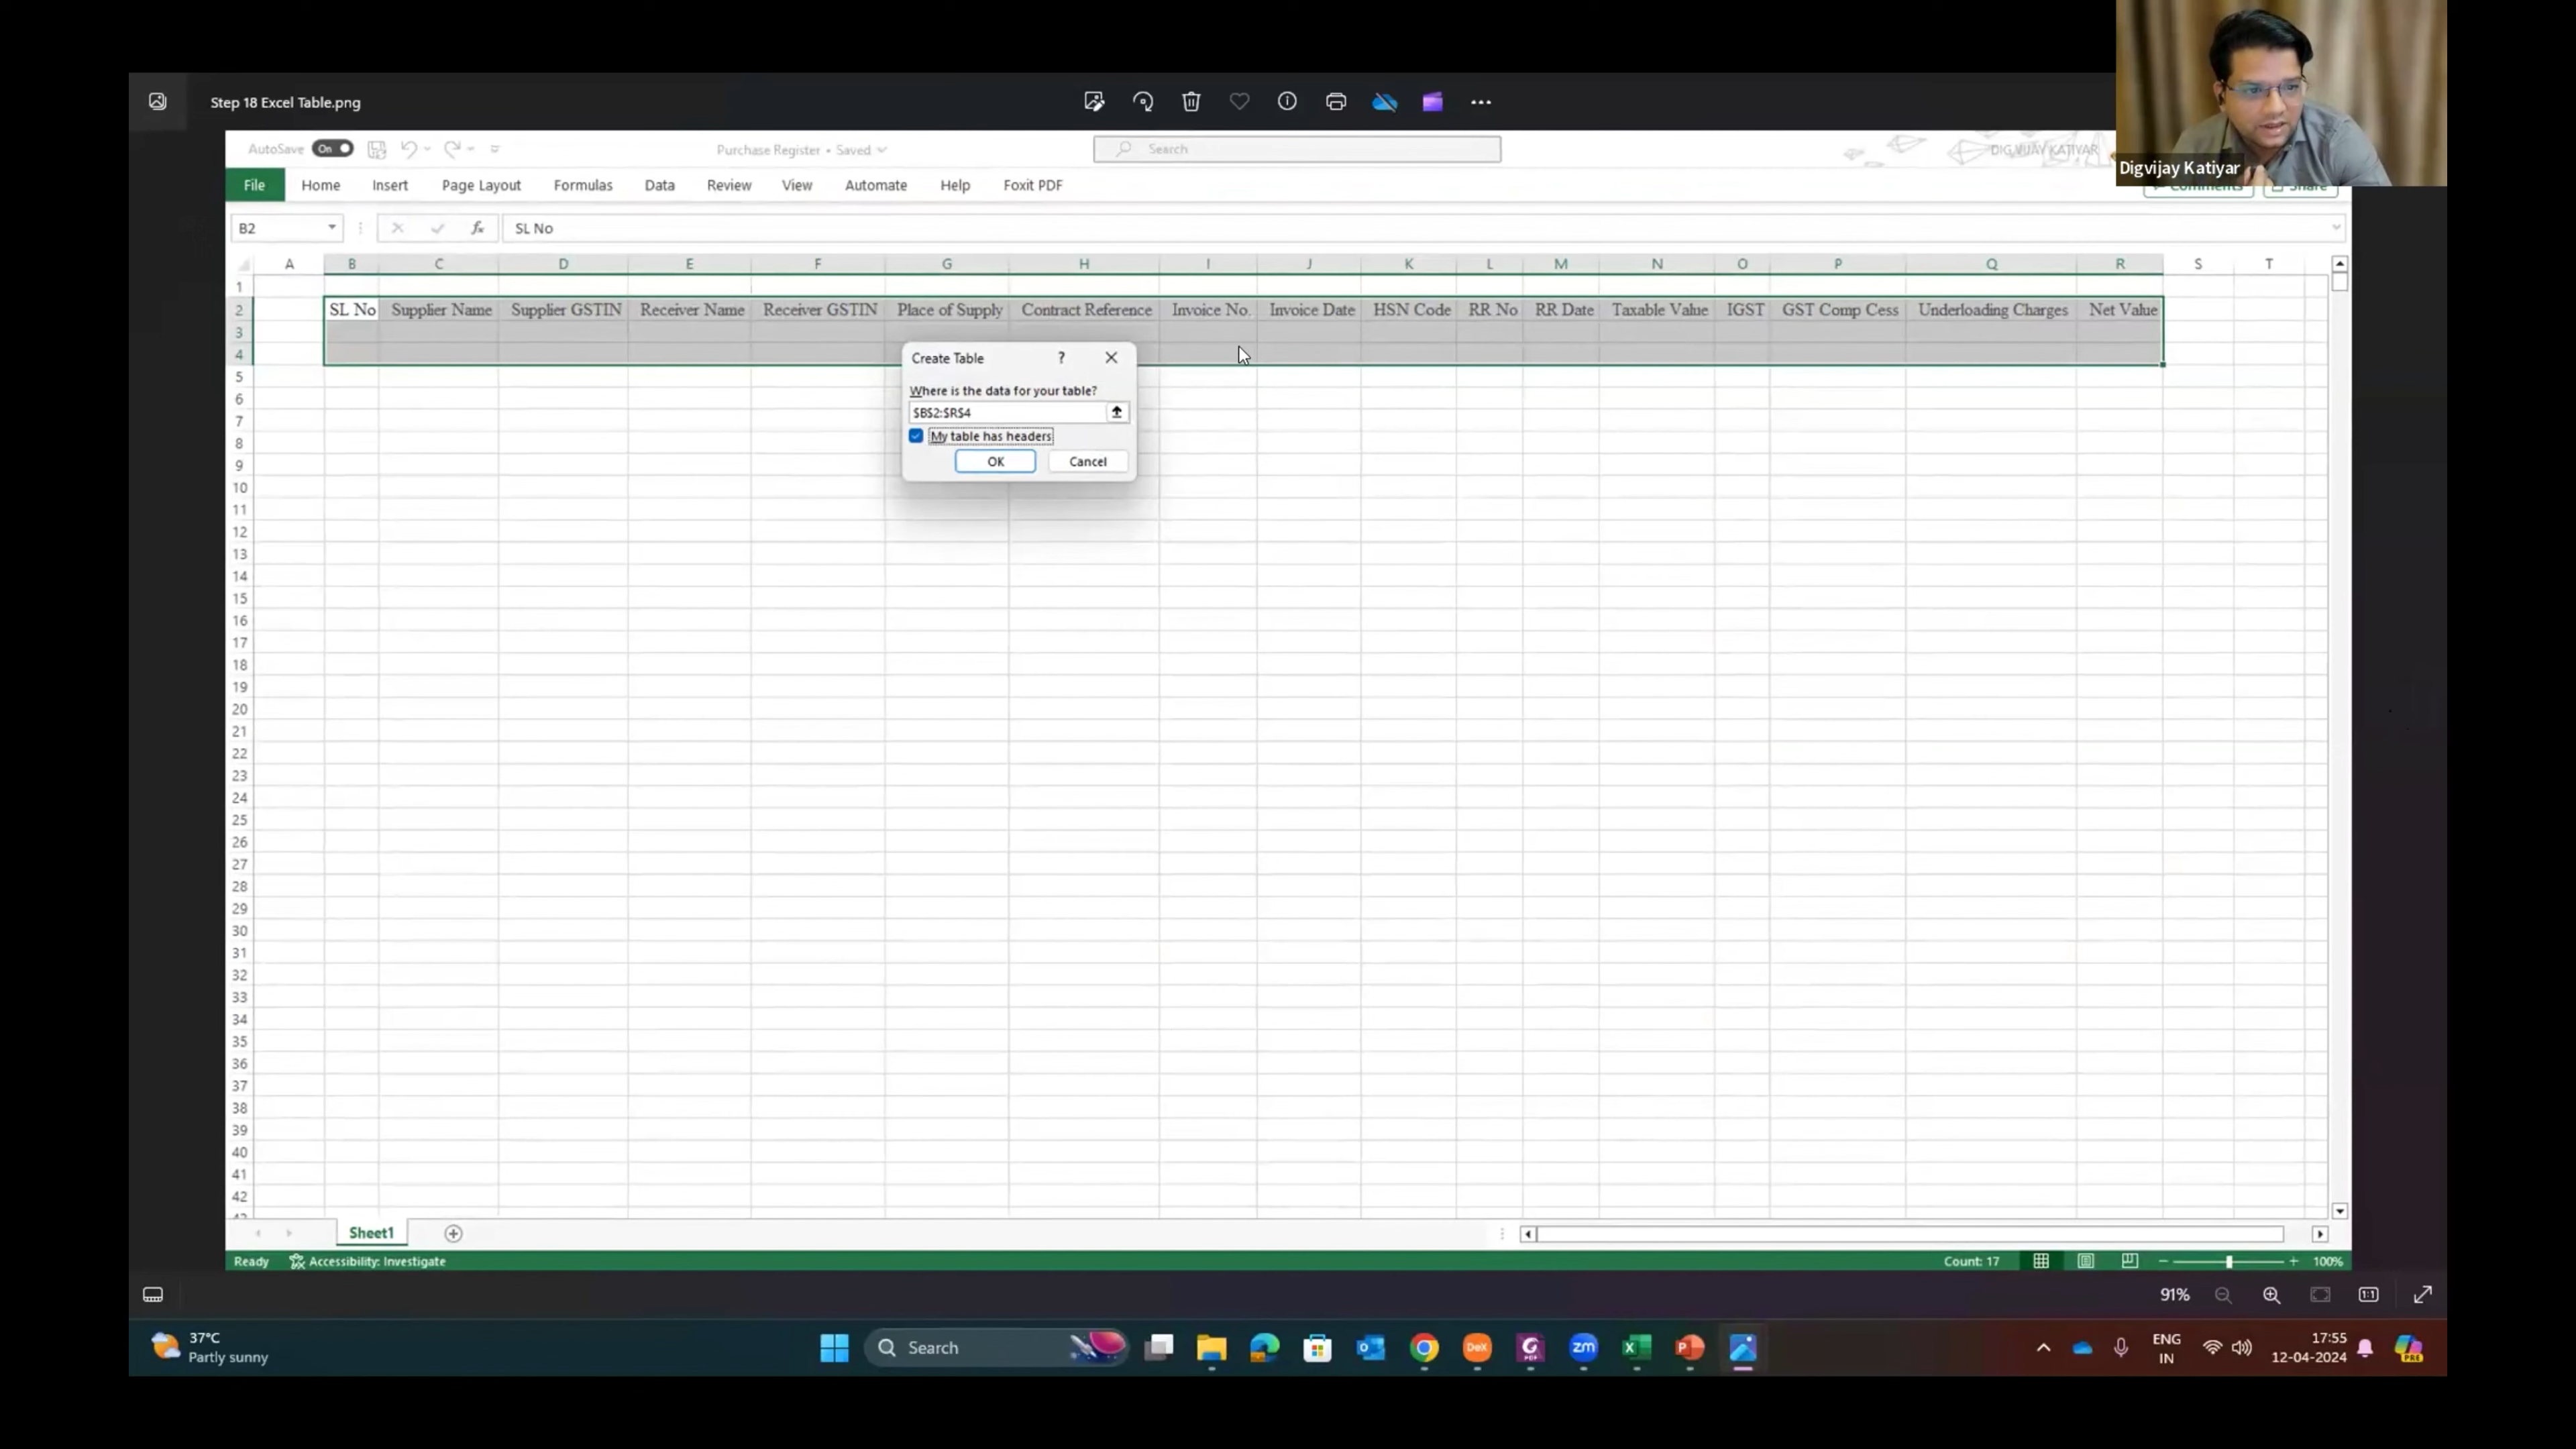 Step 18 Excel Table.png
AutoSave On
Purchase Register • Saved
Search
DIGVIJAY KATIYAR
File Home Insert Page Layout Formulas Data Review View Automate Help Foxit PDF
Comments Share
Digvijay Katiyar
B2 fx SL No
A B C D E F G H I J K L M N O P Q R S T
1
2 SL No Supplier Name Supplier GSTIN Receiver Name Receiver GSTIN Place of Supply Contract Reference Invoice No. Invoice Date HSN Code RR No RR Date Taxable Value IGST GST Comp Cess Underloading Charges Net Value
3
4
Create Table ?
Where is the data for your table?
$B$2:$R$4
My table has headers
OK Cancel
5
6
7
8
9
10
11
12
13
14
15
16
17
18
19
20
21
22
23
24
25
26
27
28
29
30
31
32
33
34
35
36
37
38
39
40
41
42
Sheet1
Ready Accessibility: Investigate Count: 17 100%
91%
37°C
Partly sunny
Search
ENG
IN
17:55
12-04-2024